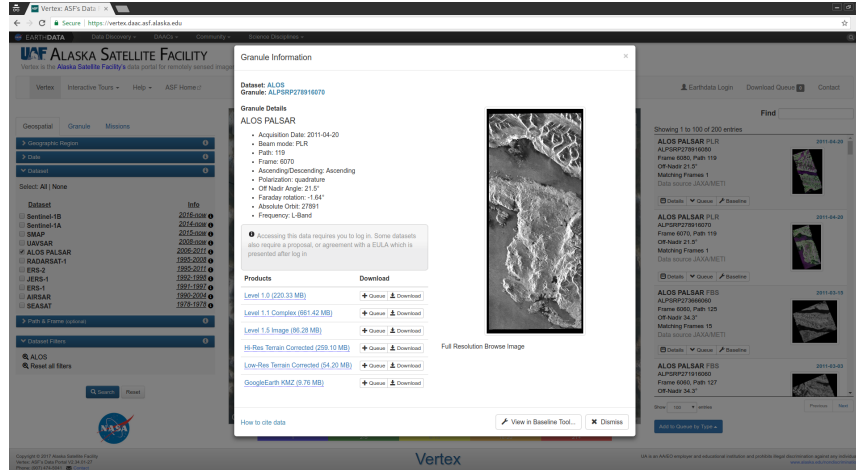 Vertex: ASF's Data
Secure | https://vertex.daac.asf.alaska.edu
EARTHDATA Data Discovery DAACs Community Science Disciplines
UAF ALASKA SATELLITE FACILITY
Vertex is the Alaska Satellite Facility's data portal for remotely sensed
Vertex Interactive Tours Help ASF Home
Earthdata Login Download Queue 0 Contact
Geospatial Granule Missions
Geographic Region
Date
Dataset
Select: All | None
Dataset Info
Sentinel-1B 2016-now
Sentinel-1A 2014-now
SMAP 2015-now
UAVSAR 2008-now
ALOS PALSAR 2006-2011
RADARSAT-1 1995-2008
ERS-2 1995-2011
JERS-1 1992-1998
ERS-1 1991-1997
AIRSAR 1990-2004
SEASAT 1978-1978
Path & Frame (optional)
Dataset Filters
ALOS
Reset all filters
Search Reset
NASA
Granule Information ×
Dataset: ALOS
Granule: ALPSRP278916070
Granule Details
ALOS PALSAR
• Acquisition Date: 2011-04-20
• Beam mode: PLR
• Path: 119
• Frame: 6070
• Ascending/Descending: Ascending
• Polarization: quadrature
• Off Nadir Angle: 21.5°
• Faraday rotation: -1.64°
• Absolute Orbit: 27891
• Frequency: L-Band
Accessing this data requires you to log in. Some datasets
also require a proposal, or agreement with a EULA which is
presented after log in
Products Download
Level 1.0 (220.33 MB) + Queue Download
Level 1.1 Complex (661.42 MB) + Queue Download
Level 1.5 Image (86.28 MB) + Queue Download
Hi-Res Terrain Corrected (259.10 MB) + Queue Download
Low-Res Terrain Corrected (54.20 MB) + Queue Download
GoogleEarth KMZ (9.76 MB) + Queue Download
Full Resolution Browse Image
How to cite data
View in Baseline Tool... Dismiss
Find
Showing 1 to 100 of 200 entries
ALOS PALSAR PLR 2011-04-20
ALPSRP278916080
Frame 6080, Path 119
Off-Nadir 21.5°
Matching Frames 1
Data source JAXA/METI
Details Queue Baseline
ALOS PALSAR PLR 2011-04-20
ALPSRP278916070
Frame 6070, Path 119
Off-Nadir 21.5°
Matching Frames 1
Data source JAXA/METI
Details Queue Baseline
ALOS PALSAR FBS 2011-03-15
ALPSRP273666060
Frame 6060, Path 125
Off-Nadir 34.3°
Matching Frames 15
Data source JAXA/METI
Details Queue Baseline
ALOS PALSAR FBS
ALPSRP271916060
Frame 6060, Path 127
Off-Nadir 34.3°
Show 100 entries Previous Next
Add to Queue by Type
Copyright © 2017 Alaska Satellite Facility
Vertex